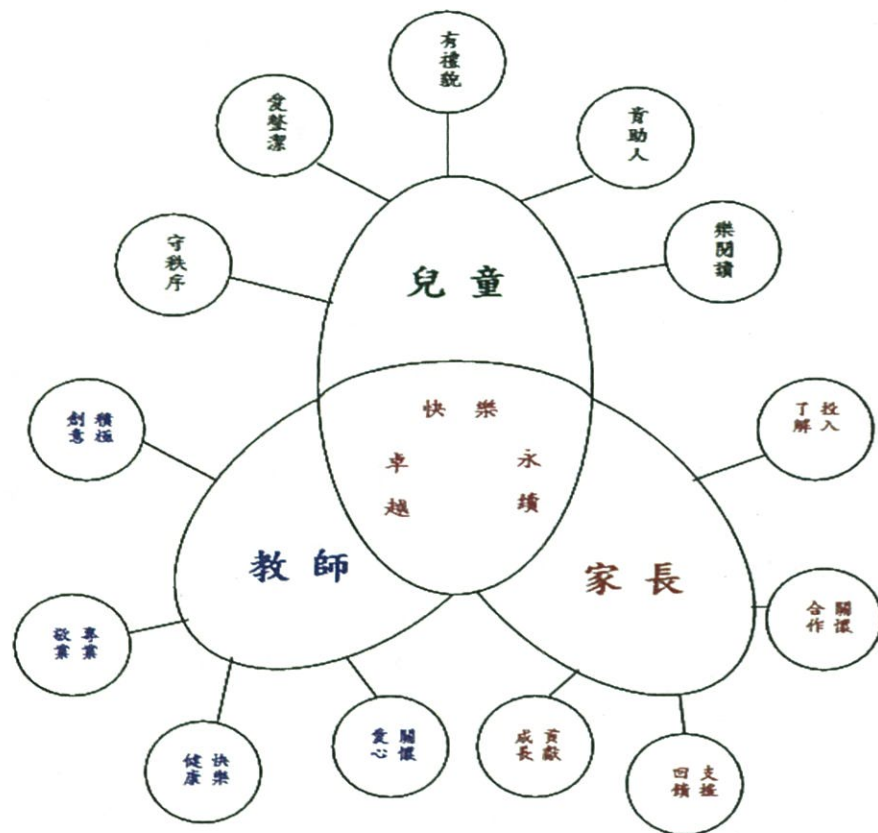 有禮貌
愛整潔
肯助人
守秩序
樂閱讀
兒童
快樂
卓越
永續
積極
創意
投入
了解
教師
家長
專業
敬業
關懷
合作
快樂
健康
關懷
愛心
貢獻
成長
支援
回饋